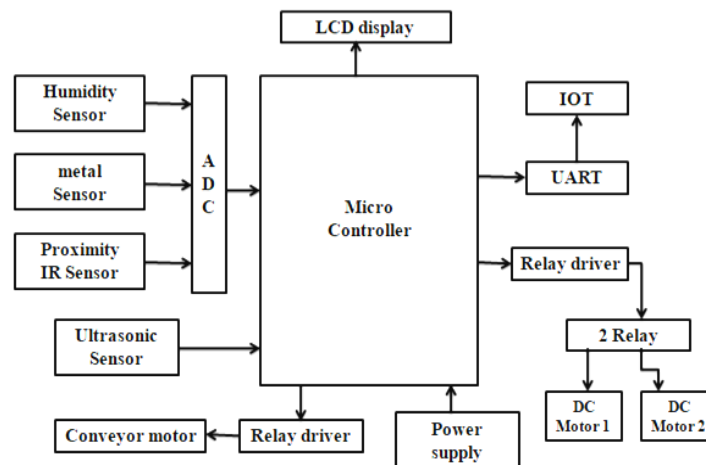 LCD display
Humidity
Sensor
metal
Sensor
Proximity
IR Sensor
A
D
C
Micro
Controller
IOT
UART
Relay driver
2 Relay
DC
Motor 1
DC
Motor 2
Ultrasonic
Sensor
Conveyor motor
Relay driver
Power
supply